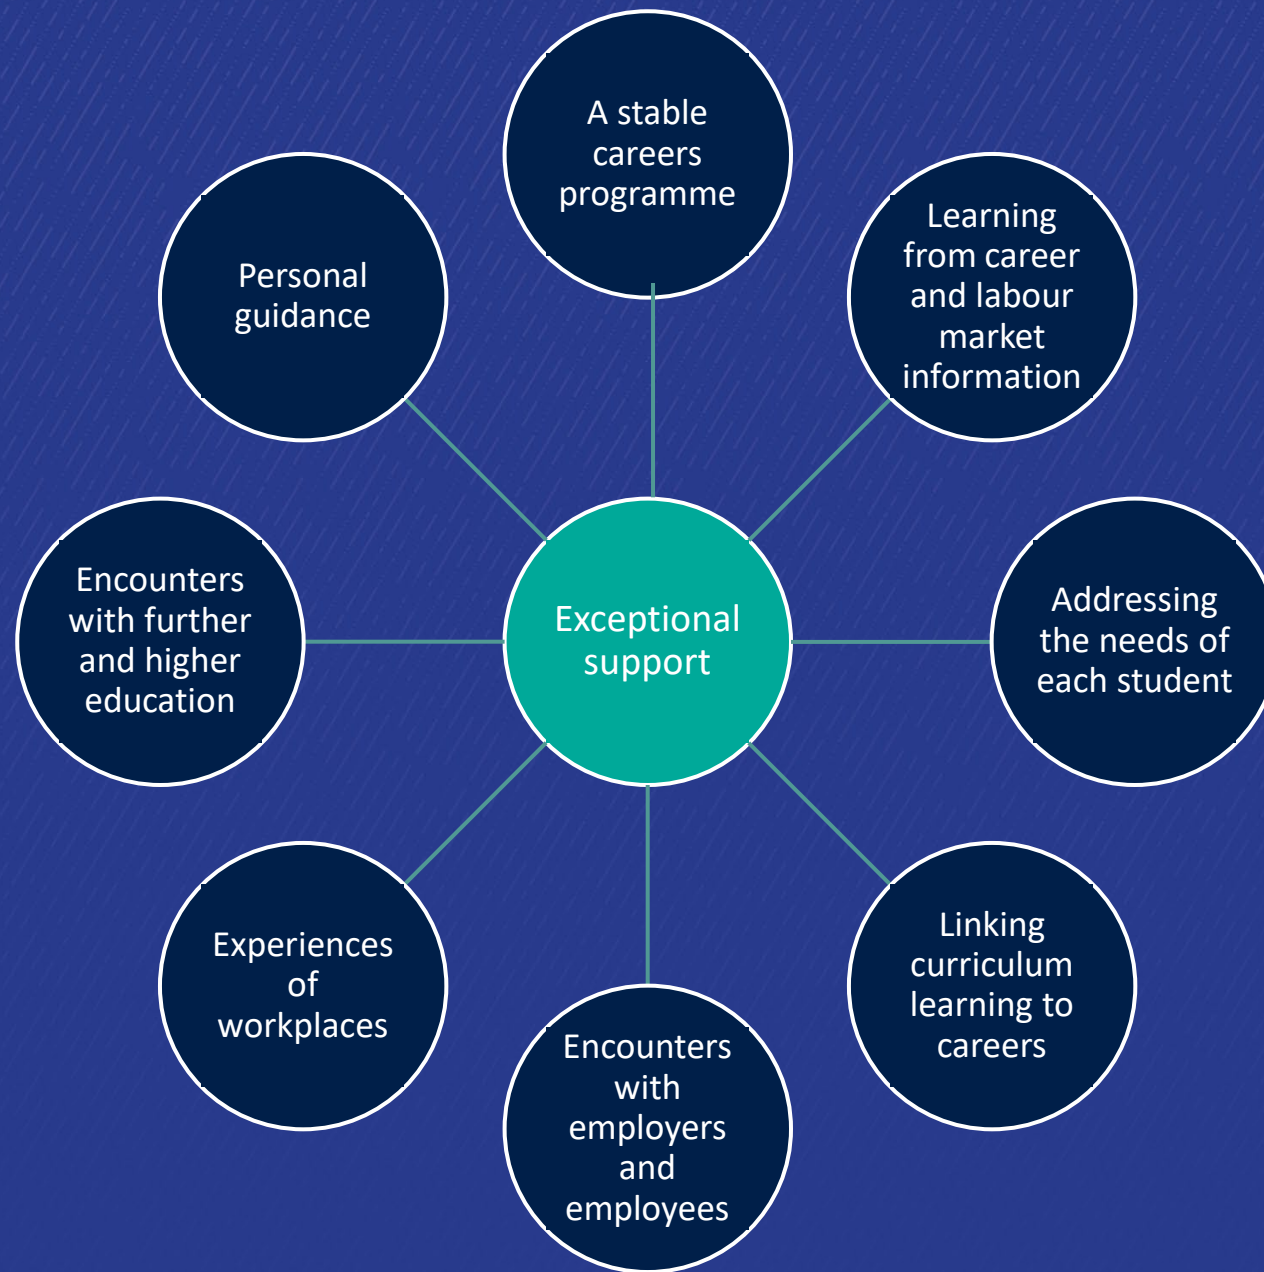 A stable
careers
programme
Learning
from career
and labour
market
information
Addressing
the needs of
each student
Linking
curriculum
learning to
careers
Encounters
with
employers
and
employees
Experiences
of
workplaces
Encounters
with further
and higher
education
Personal
guidance
Exceptional
support